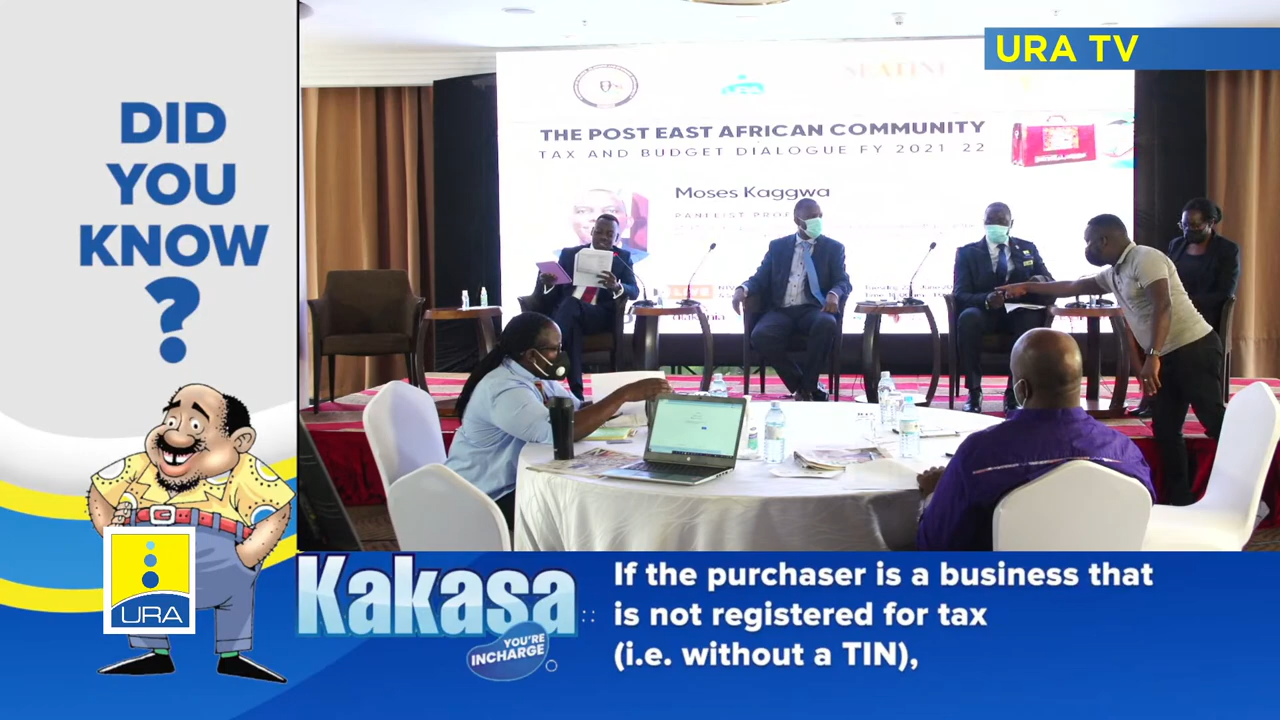 DID
YOU
KNOW
?
URA
URA TV
THE POST EAST AFRICAN COMMUNITY
TAX AND BUDGET DIALOGUE FY 2021 22
Moses Kaggwa
Kakasa
YOU'RE
INCHARGE
If the purchaser is a business that
is not registered for tax
(i.e. without a TIN),